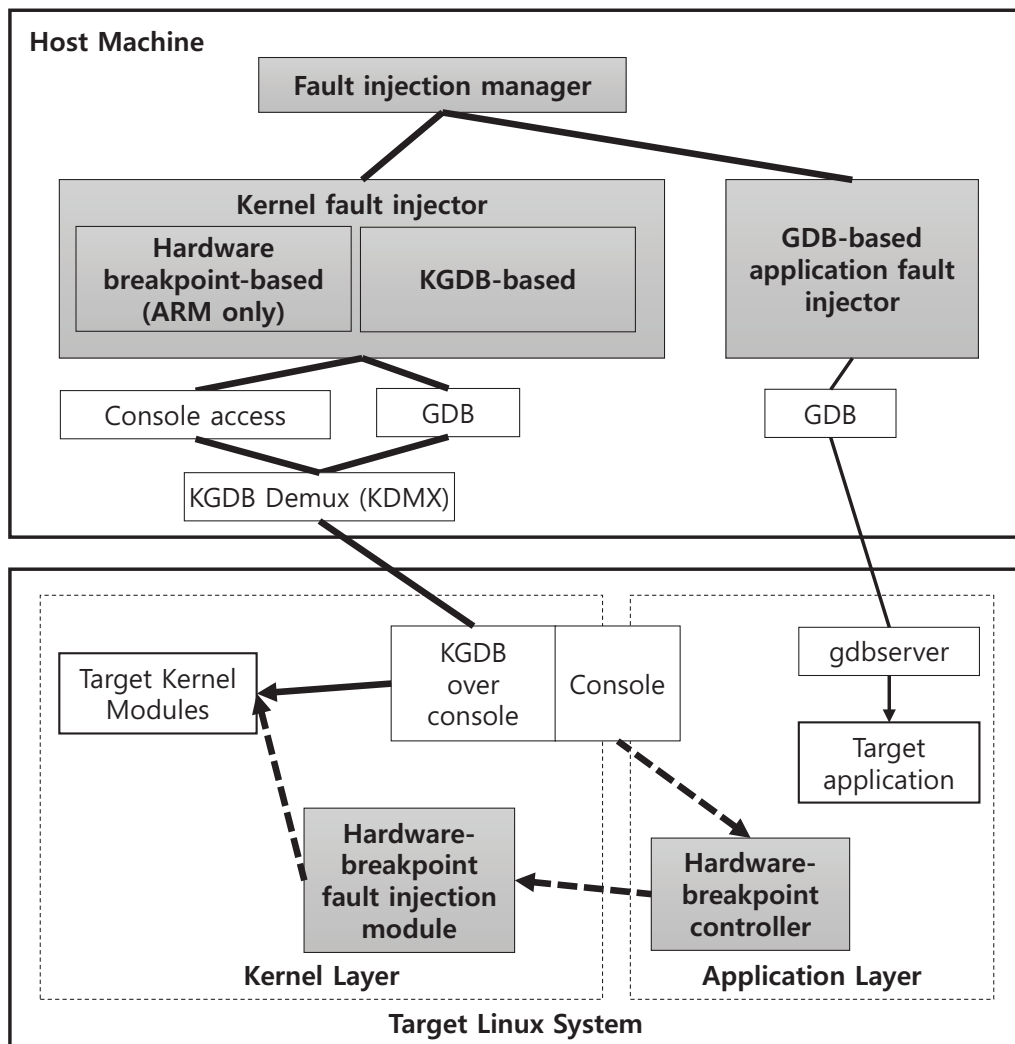 Host Machine
Fault injection manager
Kernel fault injector
Hardware
breakpoint-based
(ARM only)
KGDB-based
GDB-based
application fault
injector
Console access
GDB
GDB
KGDB Demux (KDMX)
KGDB
over
console
Console
gdbserver
Target Kernel
Modules
Target
application
Hardware-
breakpoint
fault injection
module
Hardware-
breakpoint
controller
Kernel Layer
Application Layer
Target Linux System